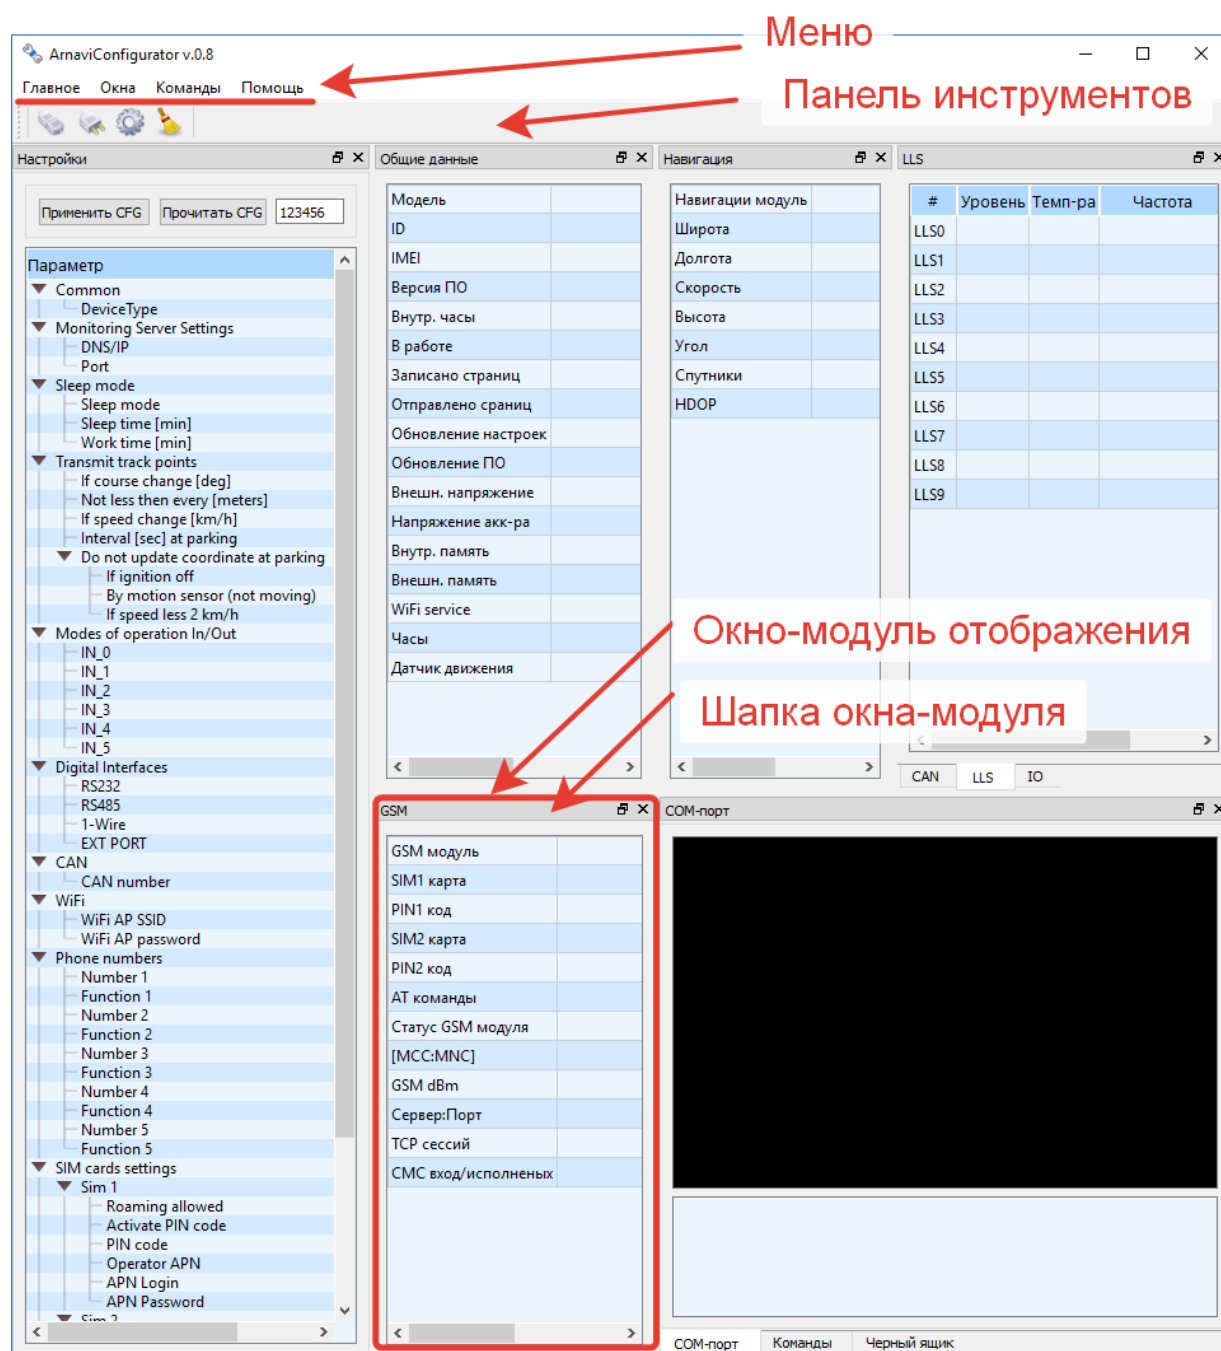 Меню
ArnaviConfigurator v.0.8
Главное Окна Команды Помощь
Панель инструментов
Настройки
Применить CFG Прочитать CFG 123456
Параметр
Common
DeviceType
Monitoring Server Settings
DNS/IP
Port
Sleep mode
Sleep mode
Sleep time [min]
Work time [min]
Transmit track points
If course change [deg]
Not less then every [meters]
If speed change [km/h]
Interval [sec] at parking
Do not update coordinate at parking
If ignition off
By motion sensor (not moving)
If speed less 2 km/h
Modes of operation In/Out
IN_0
IN_1
IN_2
IN_3
IN_4
IN_5
Digital Interfaces
RS232
RS485
1-Wire
EXT PORT
CAN
CAN number
WiFi
WiFi AP SSID
WiFi AP password
Phone numbers
Number 1
Function 1
Number 2
Function 2
Number 3
Function 3
Number 4
Function 4
Number 5
Function 5
SIM cards settings
Sim 1
Roaming allowed
Activate PIN code
PIN code
Operator APN
APN Login
APN Password
Sim 2
Общие данные
Модель
ID
IMEI
Версия ПО
Внутр. часы
В работе
Записано страниц
Отправлено сраниц
Обновление настроек
Обновление ПО
Внешн. напряжение
Напряжение акк-ра
Внутр. память
Внешн. память
WiFi service
Часы
Датчик движения
Навигация
Навигации модуль
Широта
Долгота
Скорость
Высота
Угол
Спутники
HDOP
LLS
# Уровень Темп-ра Частота
LLS0
LLS1
LLS2
LLS3
LLS4
LLS5
LLS6
LLS7
LLS8
LLS9
Окно-модуль отображения
Шапка окна-модуля
CAN LLS IO
GSM
GSM модуль
SIM1 карта
PIN1 код
SIM2 карта
PIN2 код
AT команды
Статус GSM модуля
[MCC:MNC]
GSM dBm
Сервер:Порт
TCP сессий
СМС вход/исполненых
COM-порт
COM-порт Команды Черный ящик